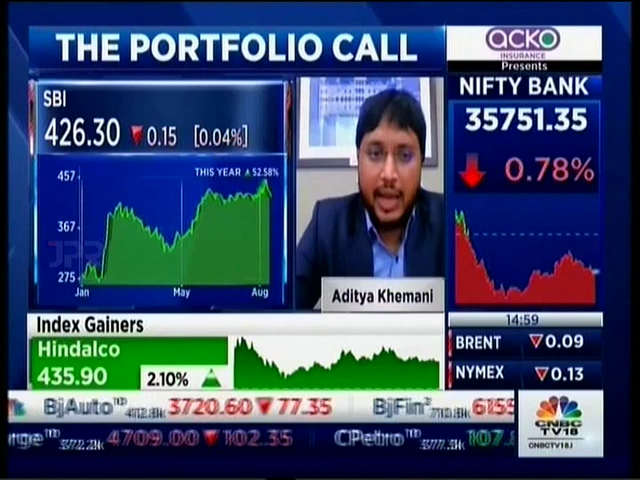 THE PORTFOLIO CALL
acko
INSURANCE
Presents
SBI
426.30 ▼ 0.15 [0.04%]
THIS YEAR ▲ 52.58%
457
367
275
Jan May Aug
Aditya Khemani
NIFTY BANK
35751.35
0.78%
14:59
BRENT ▼0.09
NYMEX ▼0.13
Index Gainers
Hindalco
435.90 2.10%
BjAuto 3720.60 ▼ 77.35 BjFin
4709.00 ▼ 102.35 CPetro
CNBC
TV18
CNBCTV18J